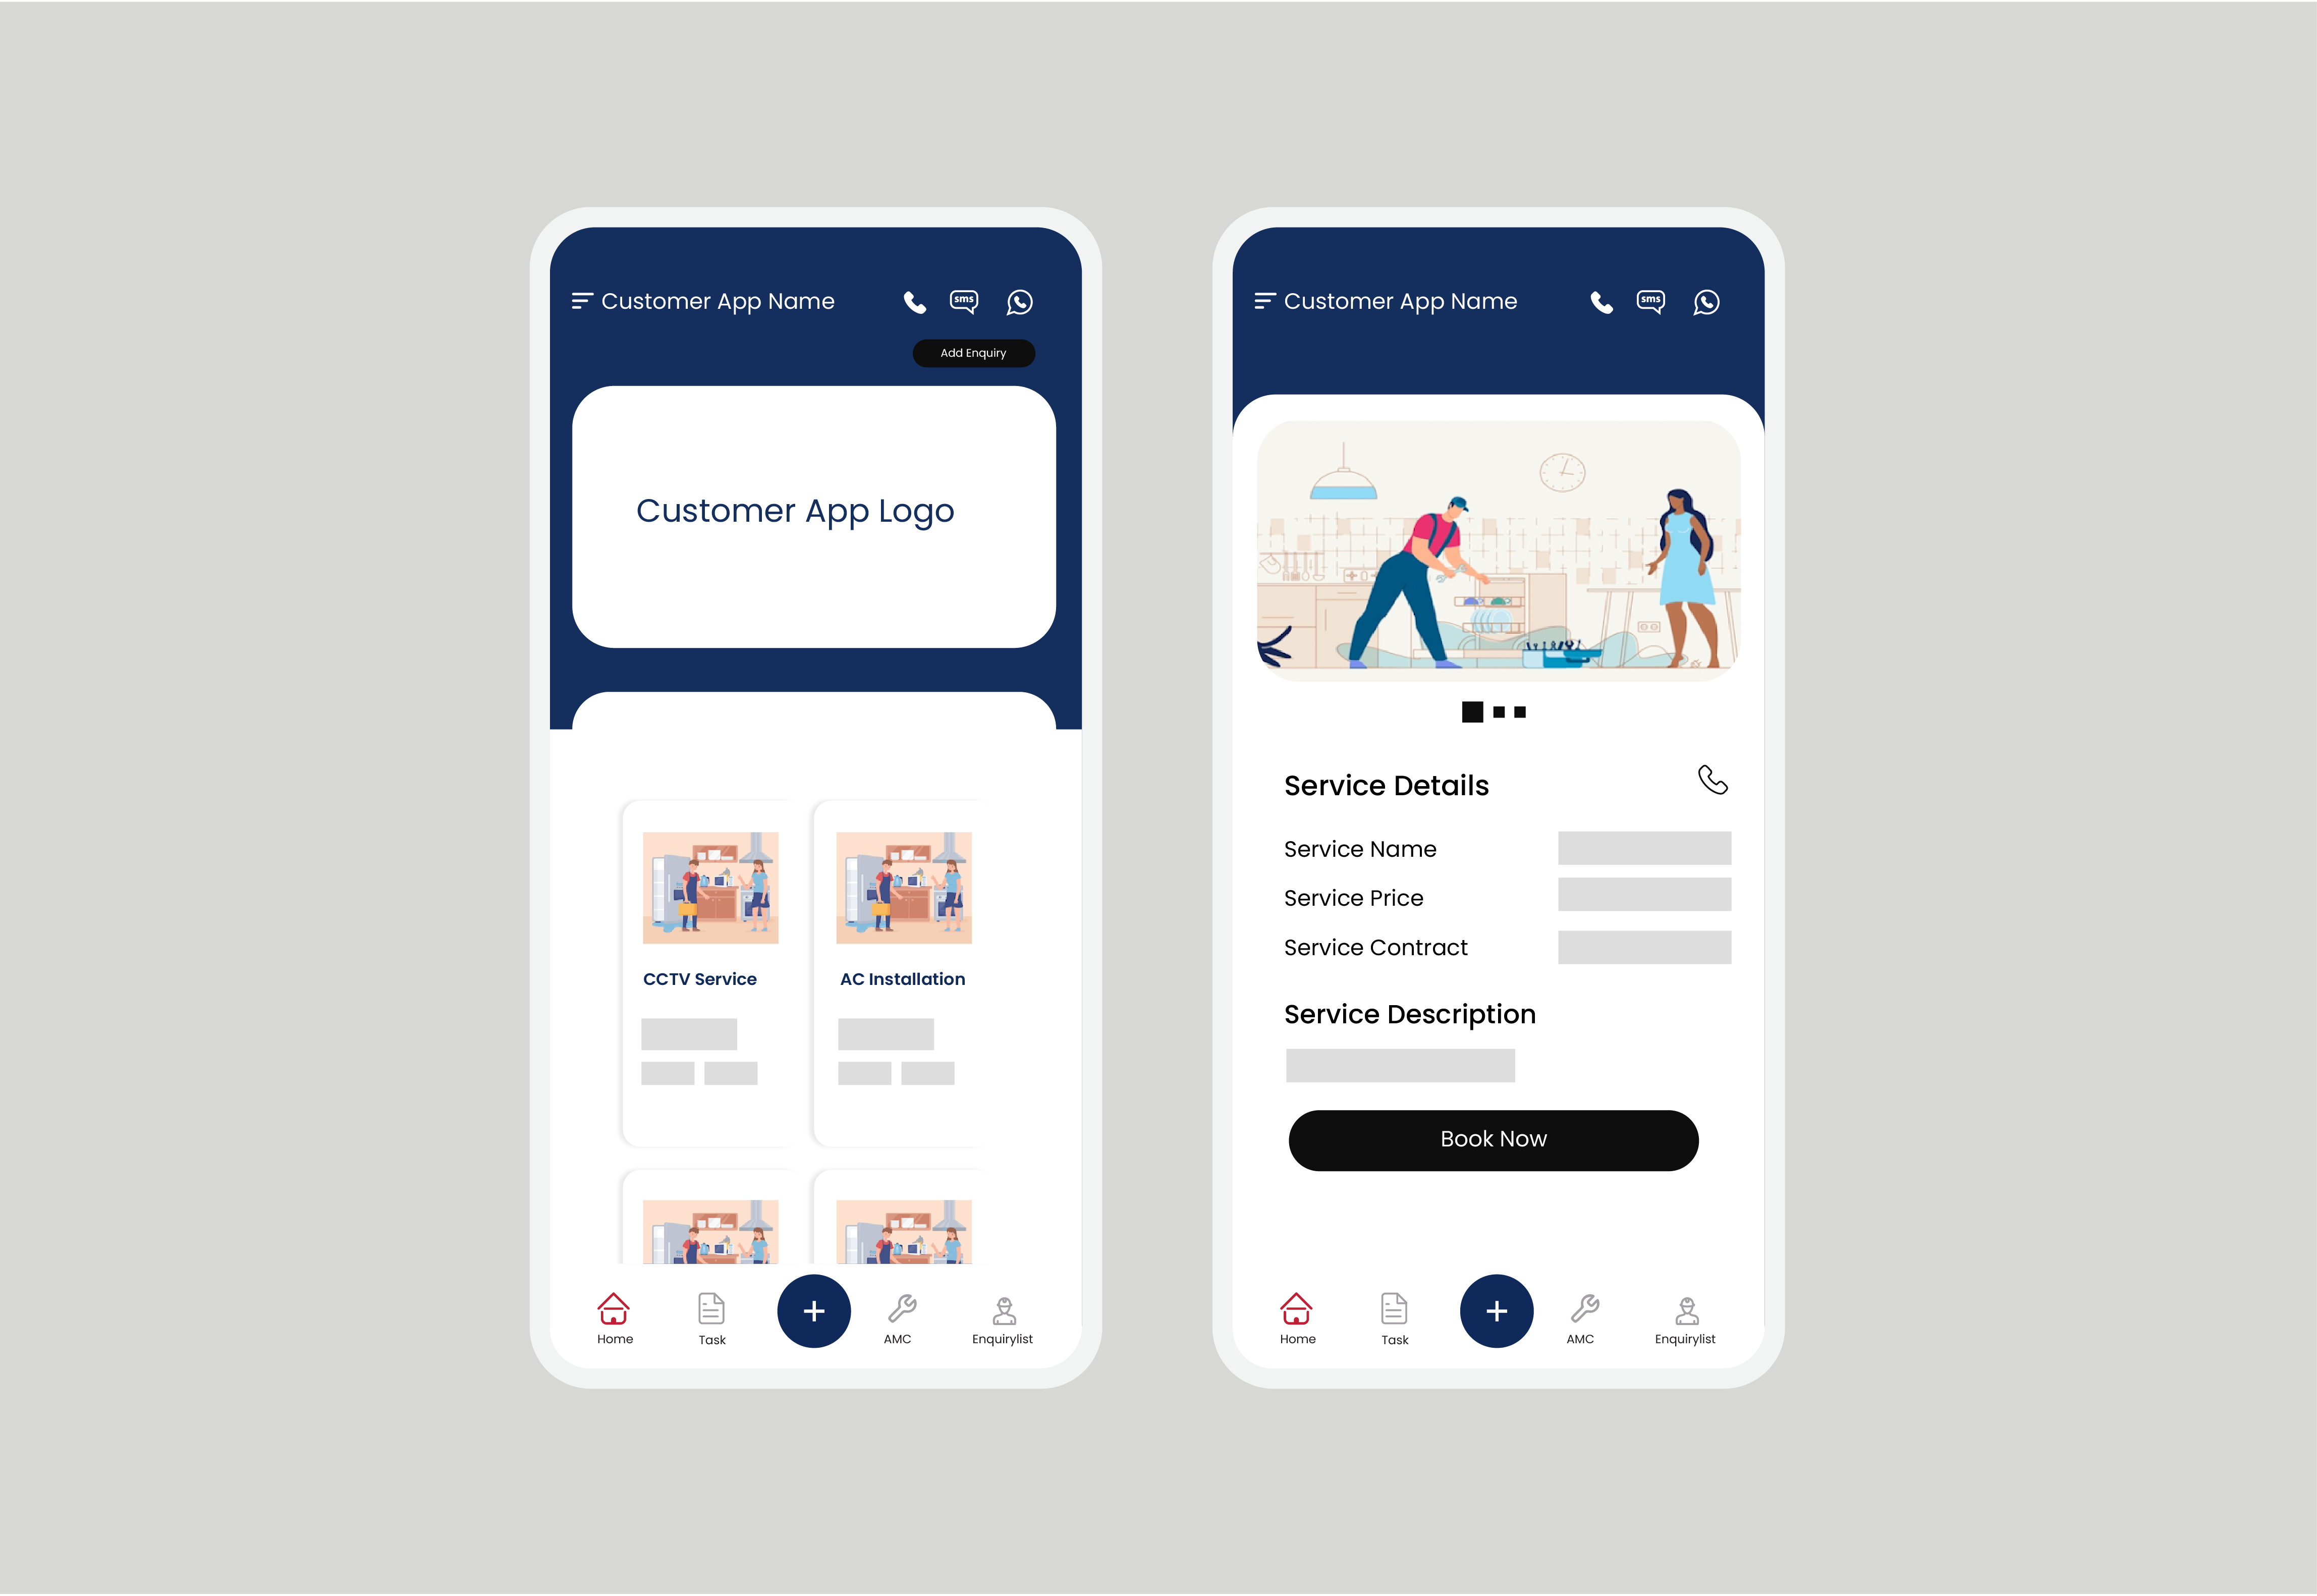 Customer App Name
sms
Add Enquiry
Customer App Logo
CCTV Service
AC Installation
Home
Task
+
AMC
Enquirylist
Customer App Name
sms
Service Details
Service Name
Service Price
Service Contract
Service Description
Book Now
Home
Task
+
AMC
Enquirylist